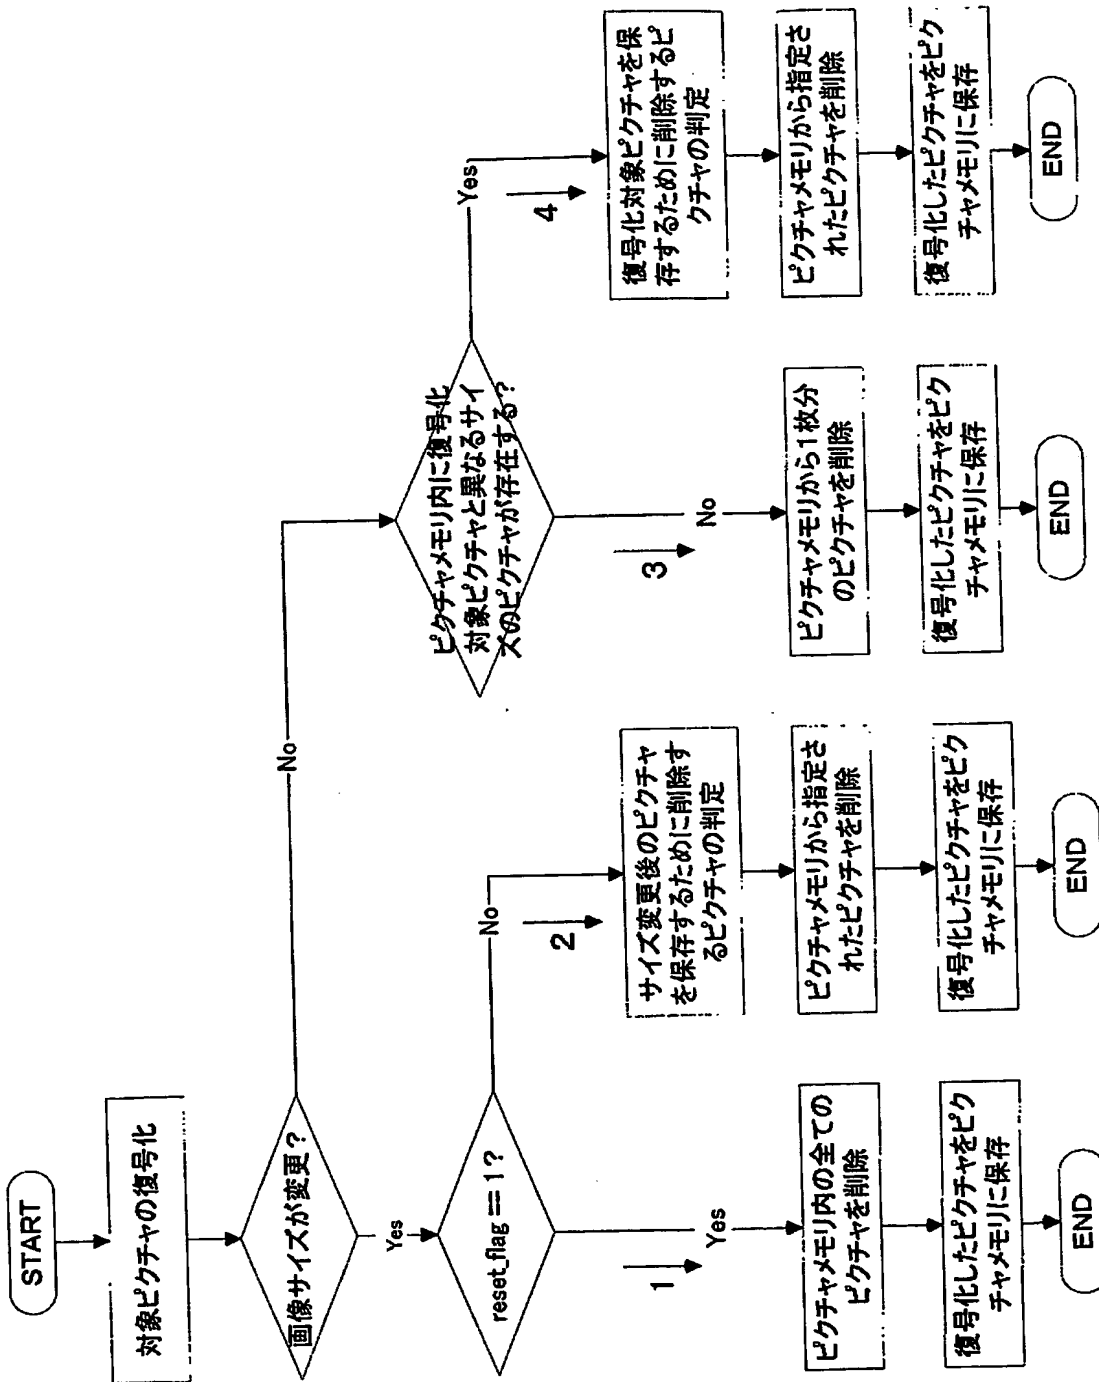 START
対象ピクチャの復号化
画像サイズが変更?
Yes
No
reset_flag==1?
Yes
1
ピクチャメモリ内の全ての
ピクチャを削除
復号化したピクチャをピク
チャメモリに保存
END
No
2
サイズ変更後のピクチャ
を保存するために削除す
るピクチャの判定
ピクチャメモリから指定さ
れたピクチャを削除
復号化したピクチャをピク
チャメモリに保存
END
ピクチャメモリ内に復号化
対象ピクチャと異なるサイ
ズのピクチャが存在する?
No
3
ピクチャメモリから1枚分
のピクチャを削除
復号化したピクチャをピク
チャメモリに保存
END
Yes
4
復号化対象ピクチャを保
存するために削除するピ
クチャの判定
ピクチャメモリから指定さ
れたピクチャを削除
復号化したピクチャをピク
チャメモリに保存
END